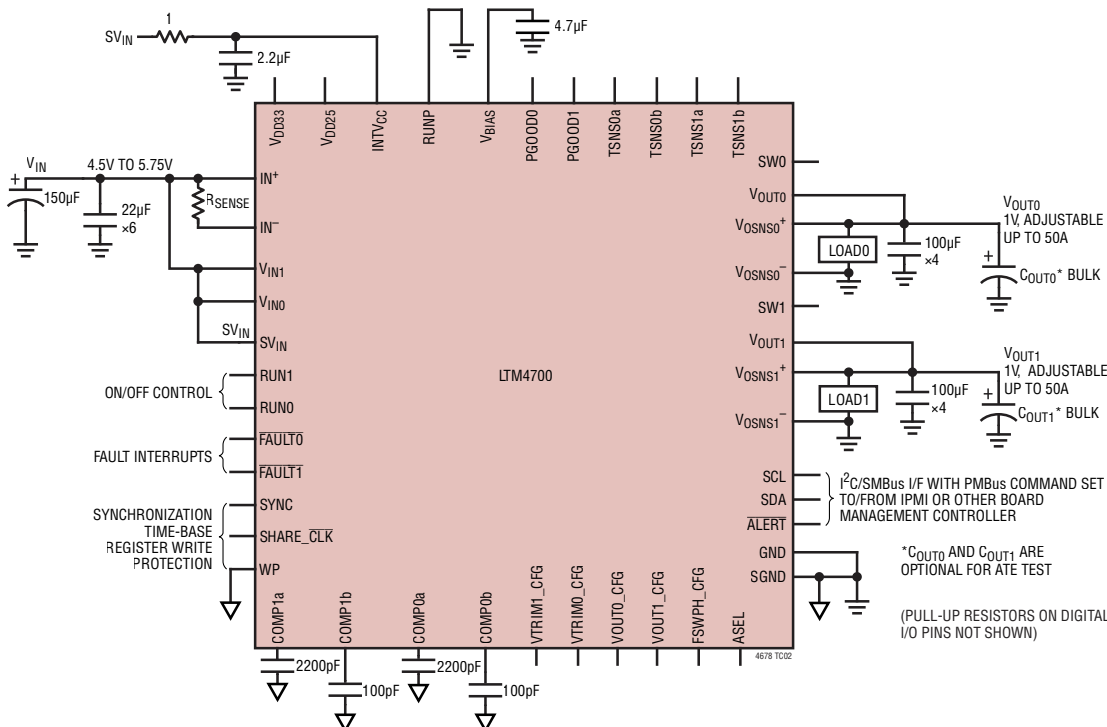 1
SVIN
2.2µF
4.7µF
VDD33
VDD25
INTVCC
RUNP
VBIAS
PGOOD0
PGOOD1
TSNS0a
TSNS0b
TSNS1a
TSNS1b
VIN
4.5V TO 5.75V
150µF
22µF
×6
RSENSE
IN+
IN–
VIN1
VIN0
SVIN
SVIN
ON/OFF CONTROL
RUN1
RUN0
FAULT INTERRUPTS
FAULT0
FAULT1
SYNCHRONIZATION
TIME-BASE
REGISTER WRITE
PROTECTION
SYNC
SHARE_CLK
WP
LTM4700
SW0
VOUT0
VOSNS0+
VOSNS0–
SW1
VOUT1
VOSNS1+
VOSNS1–
SCL
SDA
ALERT
GND
SGND
LOAD0
100µF
×4
VOUT0
1V, ADJUSTABLE
UP TO 50A
+
COUT0* BULK
LOAD1
100µF
×4
VOUT1
1V, ADJUSTABLE
UP TO 50A
+
COUT1* BULK
I2C/SMBus I/F WITH PMBus COMMAND SET
TO/FROM IPMI OR OTHER BOARD
MANAGEMENT CONTROLLER
*COUT0 AND COUT1 ARE
OPTIONAL FOR ATE TEST
(PULL-UP RESISTORS ON DIGITAL
I/O PINS NOT SHOWN)
COMP1a
COMP1b
COMP0a
COMP0b
VTRIM1_CFG
VTRIM0_CFG
VOUT0_CFG
VOUT1_CFG
FSWPH_CFG
ASEL
4678 TC02
2200pF
100pF
2200pF
100pF
+